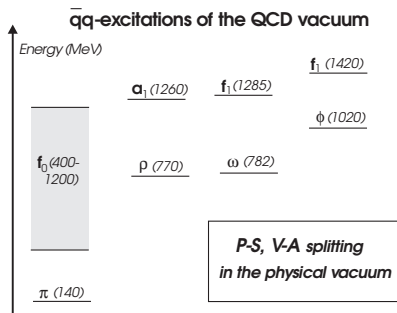 q̄q-excitations of the QCD vacuum
Energy (MeV)
f₁ (1420)
a₁ (1260)
f₁ (1285)
ϕ (1020)
f₀ (400-
1200)
ρ (770)
ω (782)
P-S, V-A splitting
in the physical vacuum
π (140)